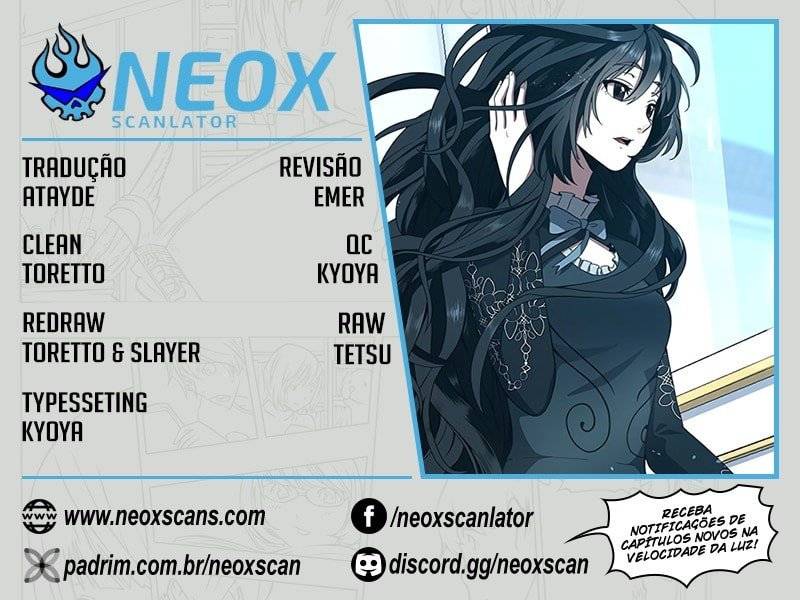 NEOX
SCANLATOR
TRADUÇÃO
ATAYDE
REVISÃO
EMER
CLEAN
TORETTO
QC
KYOYA
REDRAW
TORETTO & SLAYER
RAW
TETSU
TYPESSETING
KYOYA
www
www.neoxscans.com
f /neoxscanlator
padrim.com.br/neoxscan
discord.gg/neoxscan
RECEBA
NOTIFICAÇÕES DE
CAPÍTULOS NOVOS NA
VELOCIDADE DA LUZ!